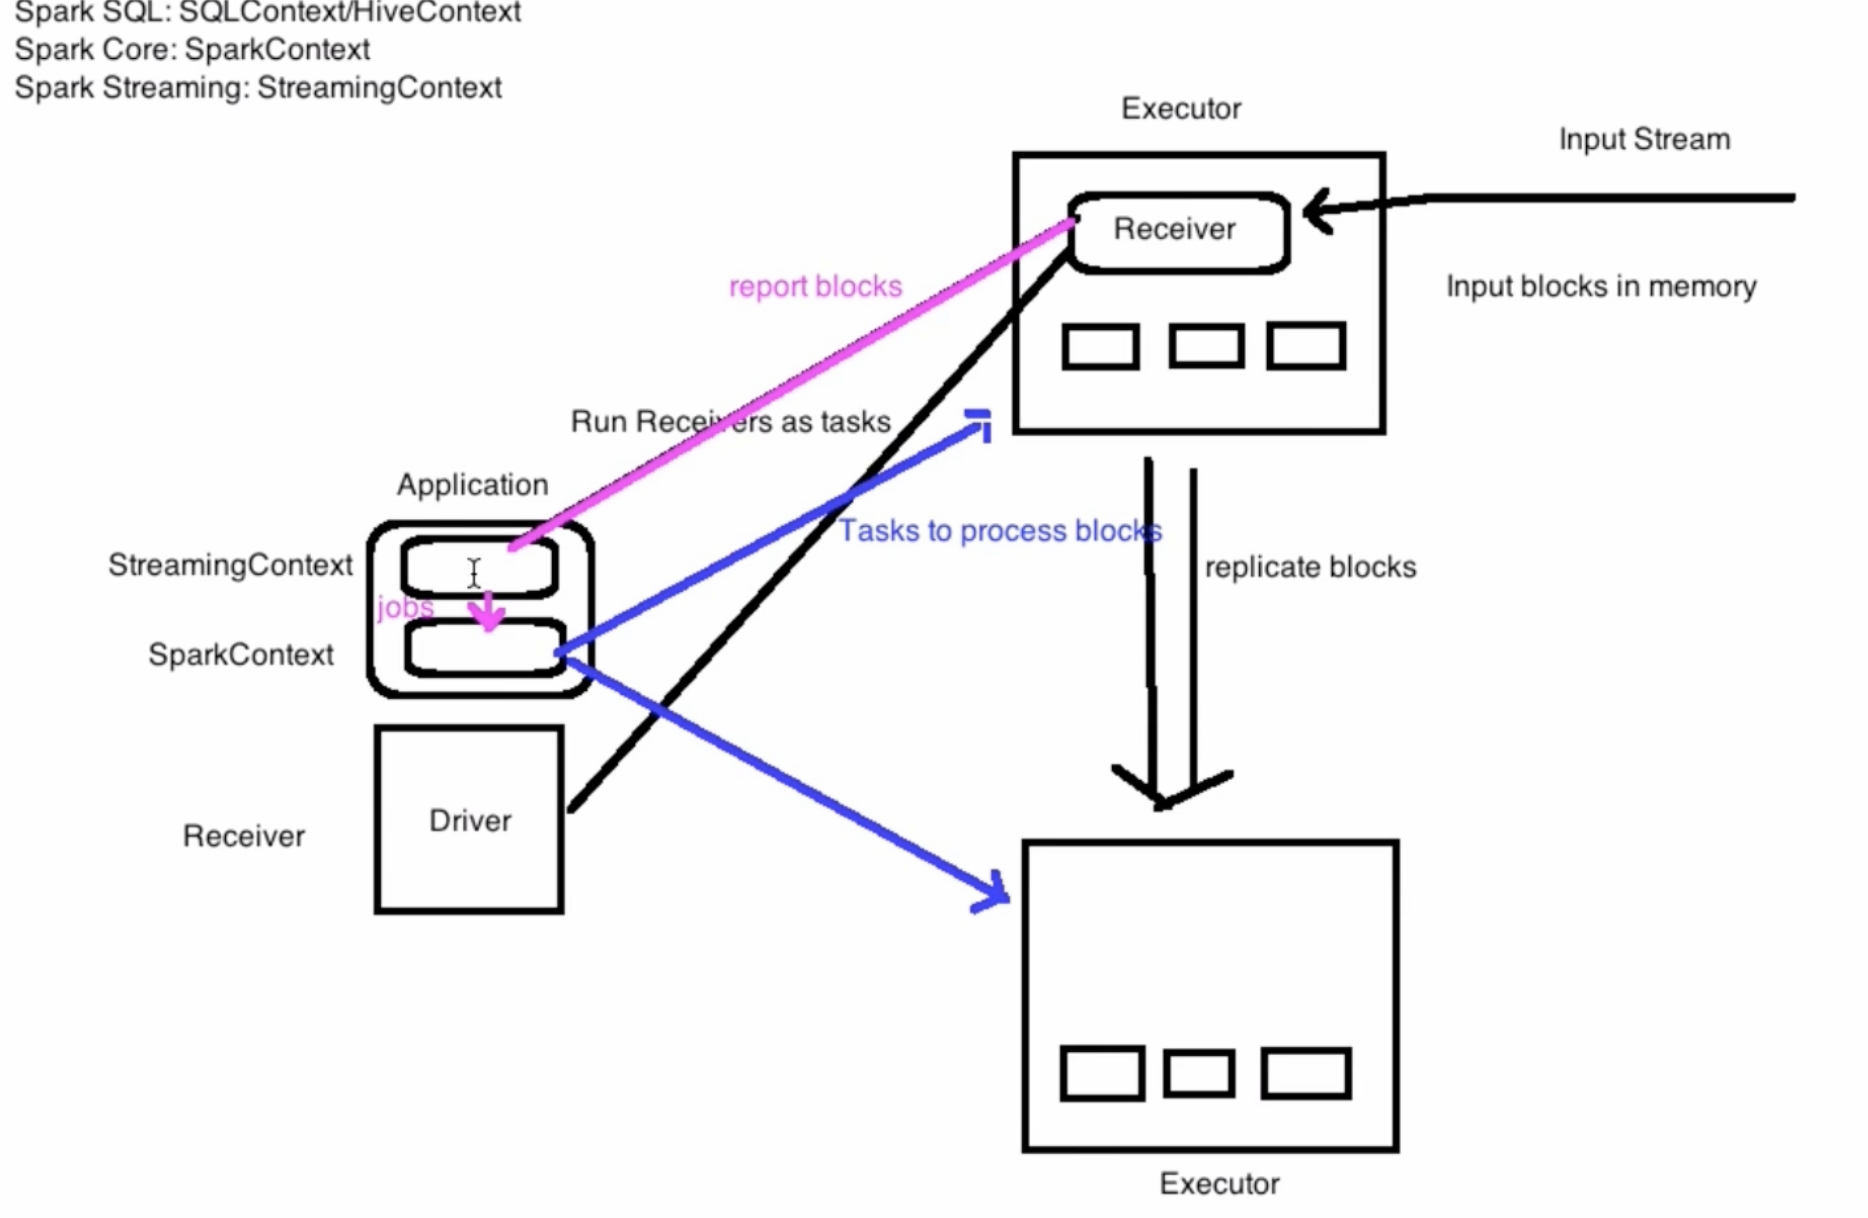 Spark SQL: SQLContext/HiveContext
Spark Core: SparkContext
Spark Streaming: StreamingContext
Executor
Input Stream
Receiver
report blocks
Input blocks in memory
Run Receivers as tasks
Application
Tasks to process blocks
StreamingContext
replicate blocks
jobs
SparkContext
Driver
Receiver
Executor